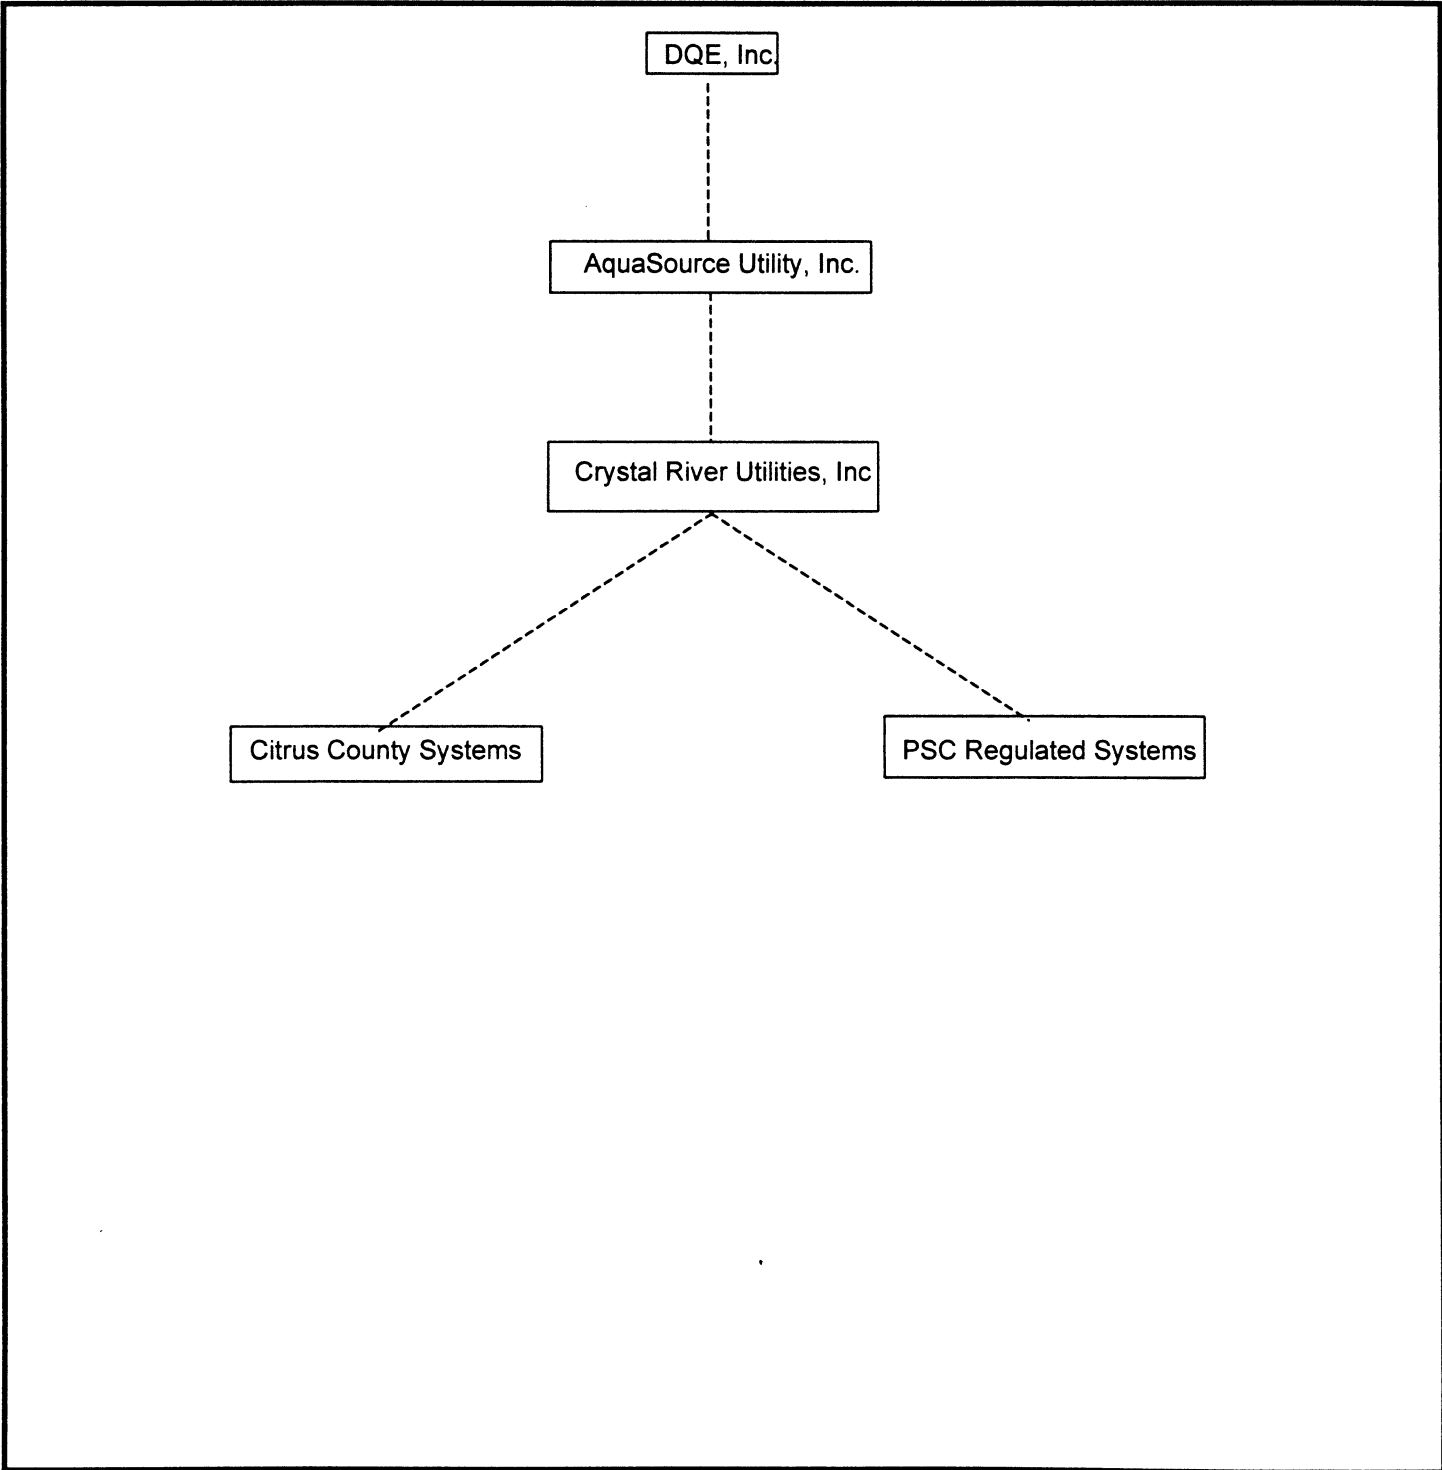 DQE, Inc.
AquaSource Utility, Inc.
Crystal River Utilities, Inc
Citrus County Systems
PSC Regulated Systems